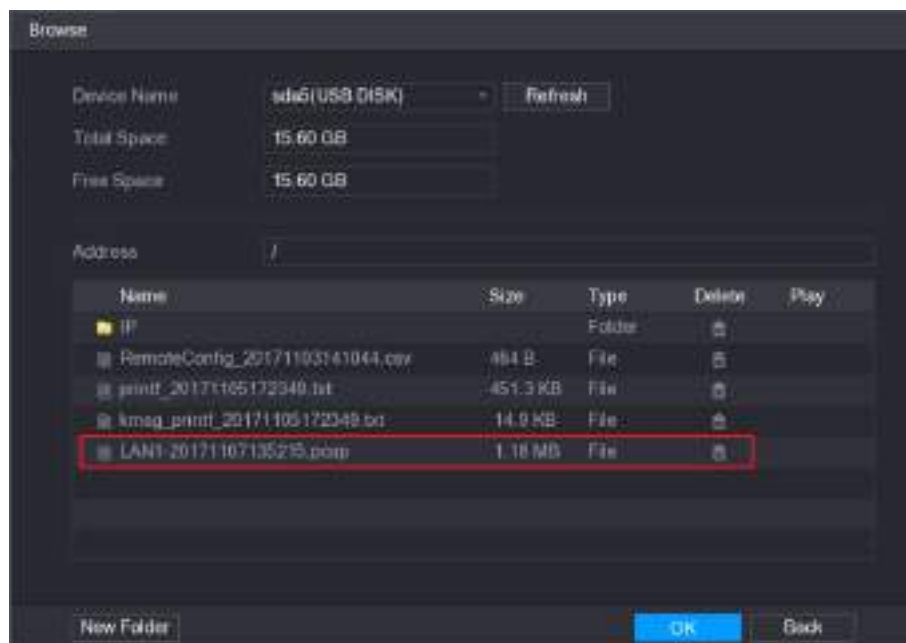 Browse
Device Name sda5(USB DISK) Refresh
Total Space 15.60 GB
Free Space 15.60 GB
Address /
Name Size Type Delete Play
IP Folder
RemoteConfig_20171103141044.csv 464 B File
printf_20171105172349.txt 451.3 KB File
kmsg_printf_20171105172349.txt 14.9 KB File
LAN1-20171107135215.pcap 1.18 MB File
New Folder OK Back